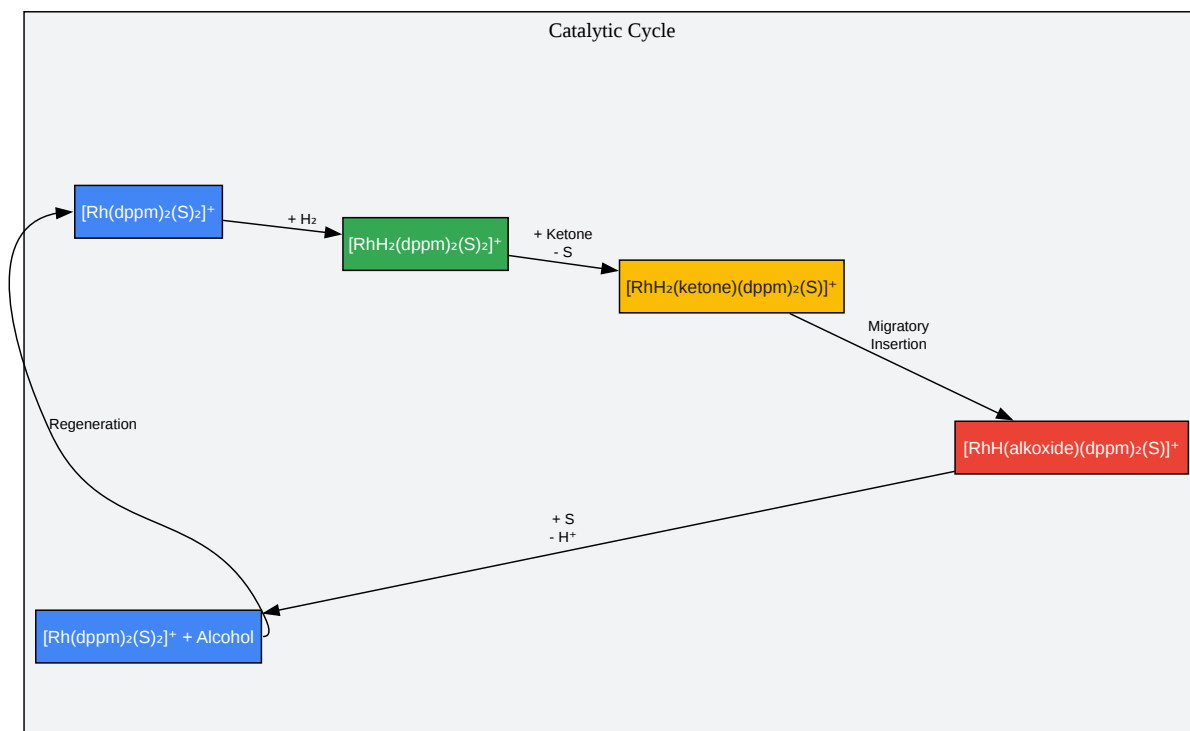 Catalytic Cycle
[Rh(dppm)₂(S)₂]⁺
+ H₂
[RhH₂(dppm)₂(S)₂]⁺
+ Ketone
- S
[RhH₂(ketone)(dppm)₂(S)]⁺
Migratory
Insertion
[RhH(alkoxide)(dppm)₂(S)]⁺
+ S
- H⁺
[Rh(dppm)₂(S)₂]⁺ + Alcohol
Regeneration